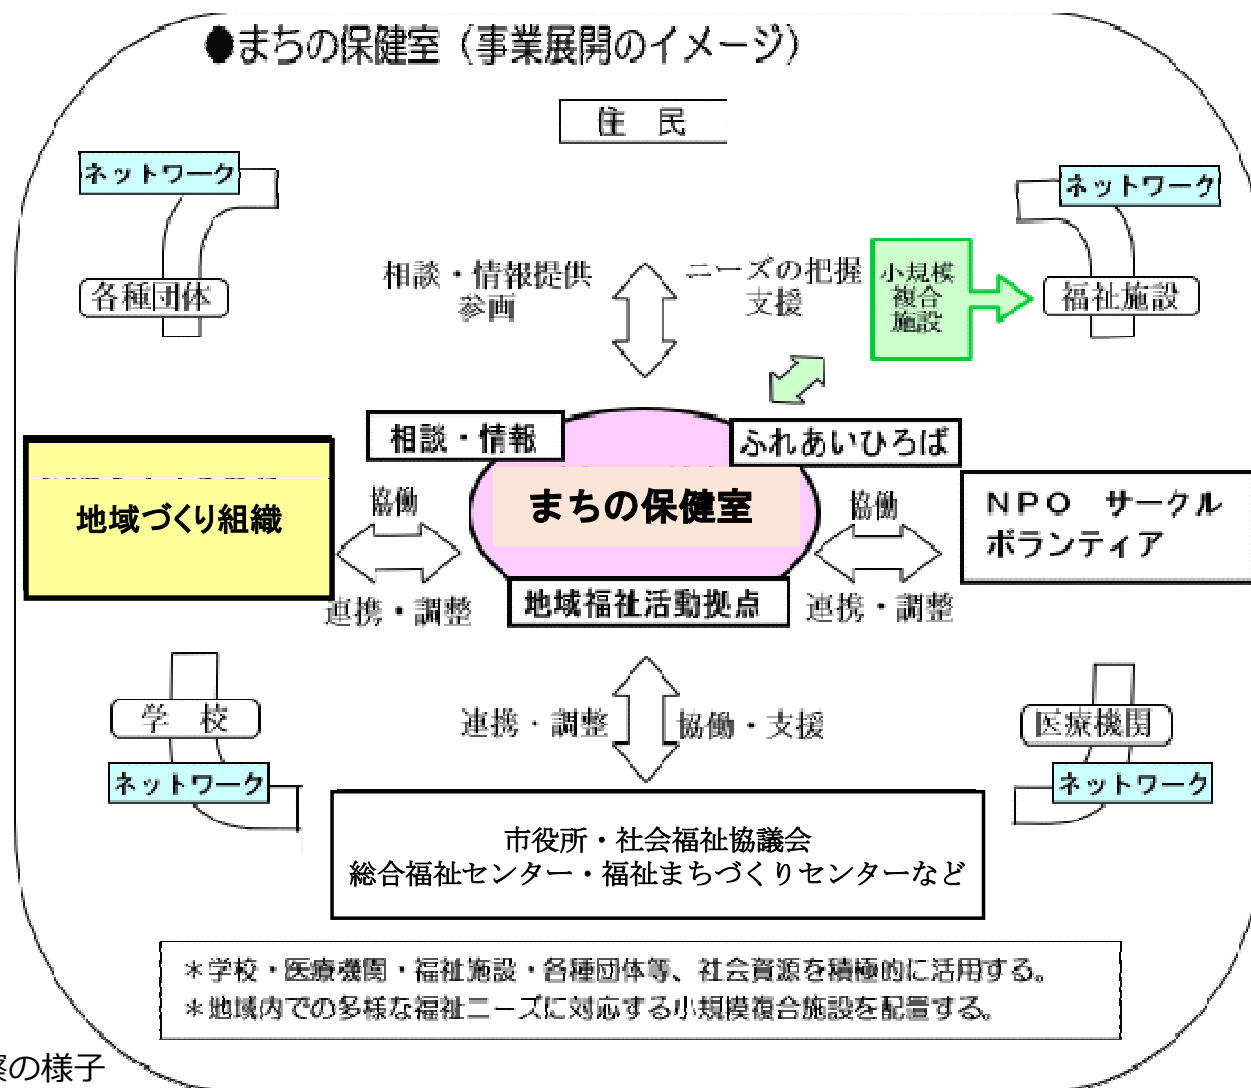 ●まちの保健室（事業展開のイメージ）
住　民
ネットワーク
ネットワーク
各種団体
相談・情報提供
参画
ニーズの把握
支援
小規模
複合
施設
福祉施設
相談・情報
ふれあいひろば
地域づくり組織
協働
連携・調整
まちの保健室
協働
連携・調整
ＮＰＯ　サークル
ボランティア
地域福祉活動拠点
学　校
ネットワーク
連携・調整
協働・支援
医療機関
ネットワーク
市役所・社会福祉協議会
総合福祉センター・福祉まちづくりセンターなど
＊学校・医療機関・福祉施設・各種団体等、社会資源を積極的に活用する。
＊地域内での多様な福祉ニーズに対応する小規模複合施設を配置する。
の様子